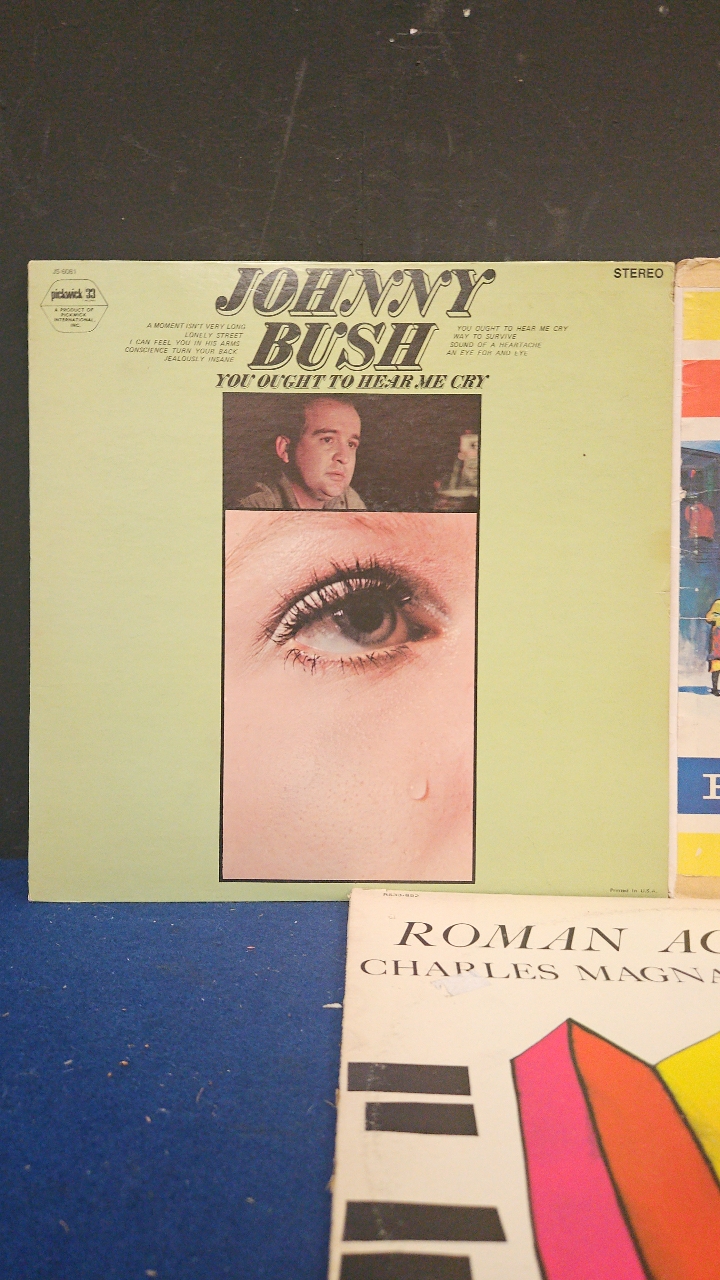 JS-6081
pickwick 33
A PRODUCT OF
PICKWICK
INTERNATIONAL,
INC.
STEREO
JOHNNY
BUSH
A MOMENT ISN'T VERY LONG
LONELY STREET
I CAN FEEL YOU IN HIS ARMS
CONSCIENCE TURN YOUR BACK
JEALOUSLY INSANE
YOU OUGHT TO HEAR ME CRY
WAY TO SURVIVE
SOUND OF A HEARTACHE
AN EYE FOR AND EYE
YOU OUGHT TO HEAR ME CRY
Printed in U.S.A.
ROMAN AC
CHARLES MAGNA